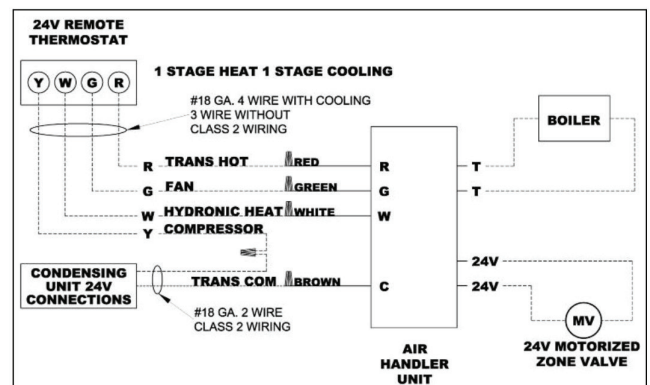 24V REMOTE
THERMOSTAT
Y W G R
1 STAGE HEAT 1 STAGE COOLING
#18 GA. 4 WIRE WITH COOLING
3 WIRE WITHOUT
CLASS 2 WIRING
BOILER
R TRANS HOT RED R T
G FAN GREEN G T
W HYDRONIC HEAT WHITE W
Y COMPRESSOR
24V
CONDENSING
UNIT 24V
CONNECTIONS
TRANS COM BROWN C 24V
#18 GA. 2 WIRE
CLASS 2 WIRING
MV
24V MOTORIZED
ZONE VALVE
AIR
HANDLER
UNIT